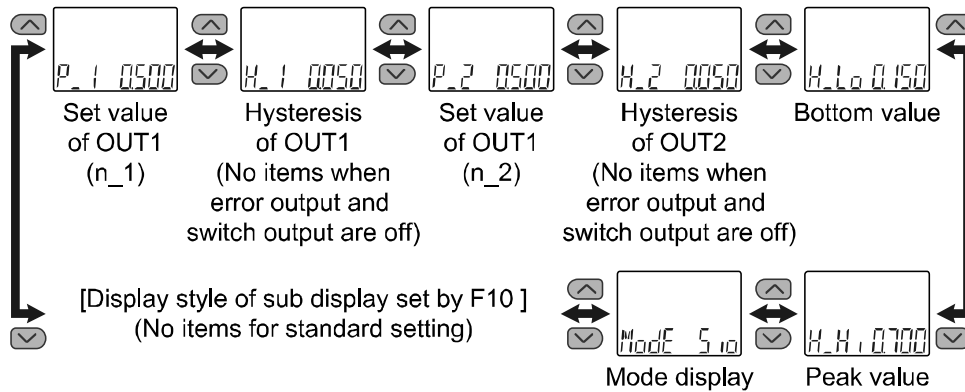 P_1 0.500
H_1 0.050
P_2 0.500
H_2 0.050
H_Lo 0.150
Set value
of OUT1
(n_1)
Hysteresis
of OUT1
(No items when
error output and
switch output are off)
Set value
of OUT1
(n_2)
Hysteresis
of OUT2
(No items when
error output and
switch output are off)
Bottom value
[Display style of sub display set by F10 ]
(No items for standard setting)
ModE 5 io
H_Hi 0.700
Mode display
Peak value